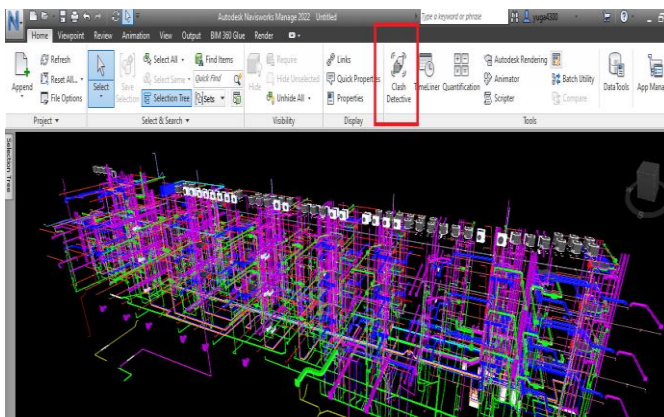 Autodesk Navisworks Manage 2022 Untitled
Type a keyword or phrase
yuga4300
Home Viewpoint Review Animation View Output BIM 360 Glue Render
Refresh Select All Find Items Require Links Autodesk Rendering
Append Reset All... Select Save Selection Select Same Quick Find Hide Hide Unselected Quick Properties Clash Detective TimeLiner Quantification Animator Batch Utility DataTools App Mana
File Options Selection Tree Sets Unhide All Properties Scripter Compare
Project Select & Search Visibility Display Tools
Selection Tree